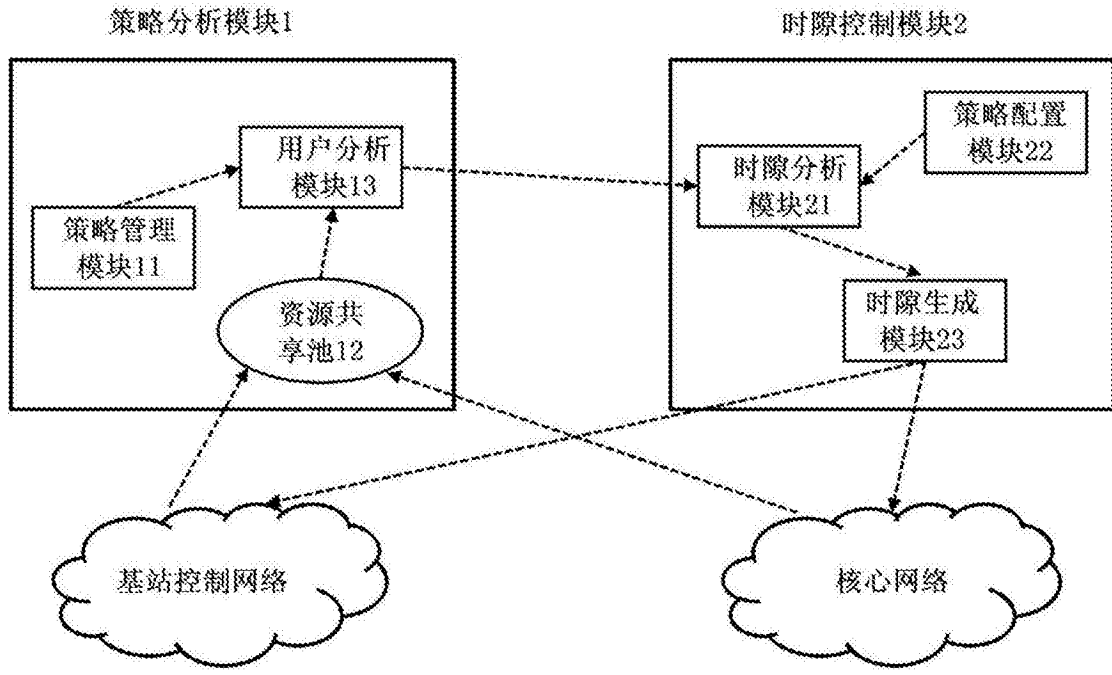 策略分析模块1
时隙控制模块2
用户分析
模块13
策略管理
模块11
资源共
享池12
策略配置
模块22
时隙分析
模块21
时隙生成
模块23
基站控制网络
核心网络